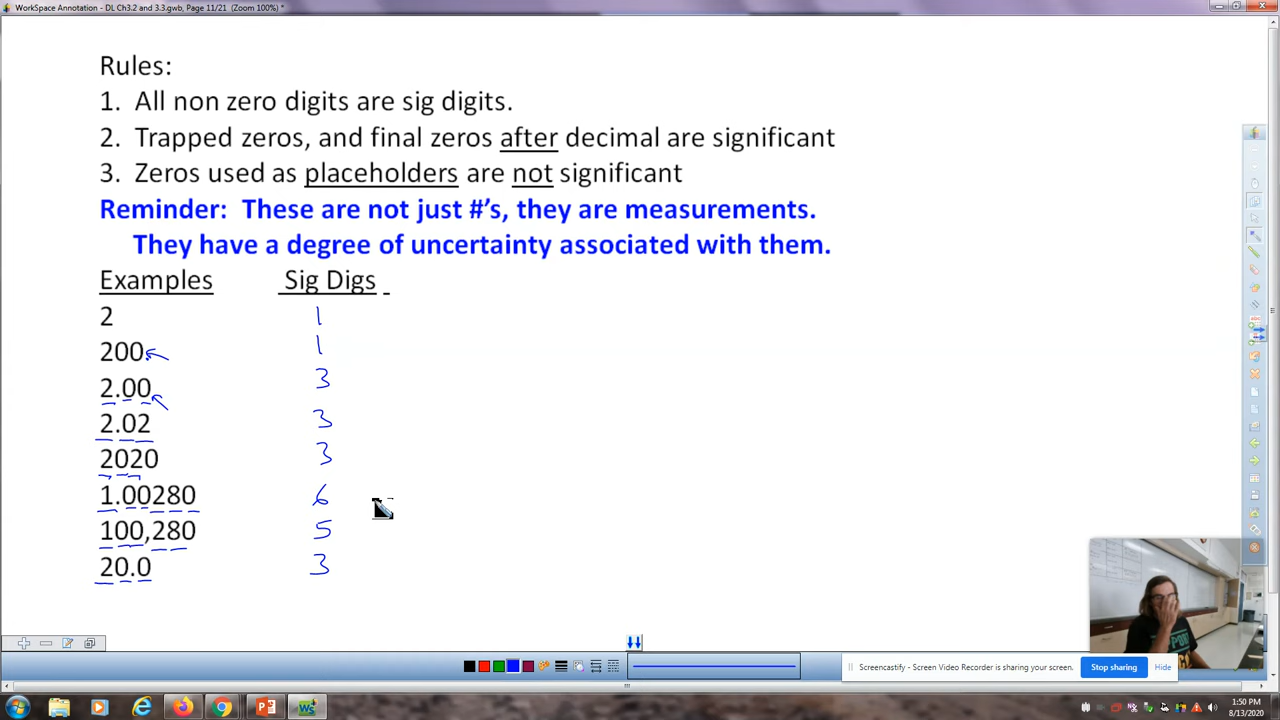 WorkSpace Annotation - DL Ch3.2 and 3.3.gwb, Page 11/21 (Zoom 100%) *
Rules:
1. All non zero digits are sig digits.
2. Trapped zeros, and final zeros after decimal are significant
3. Zeros used as placeholders are not significant
Reminder: These are not just #'s, they are measurements.
They have a degree of uncertainty associated with them.
Examples Sig Digs
2 1
200 1
2.00 3
2.02 3
2020 3
1.00280 6
100,280 5
20.0 3
Screencastify - Screen Video Recorder is sharing your screen. Stop sharing Hide
1:50 PM
8/13/2020